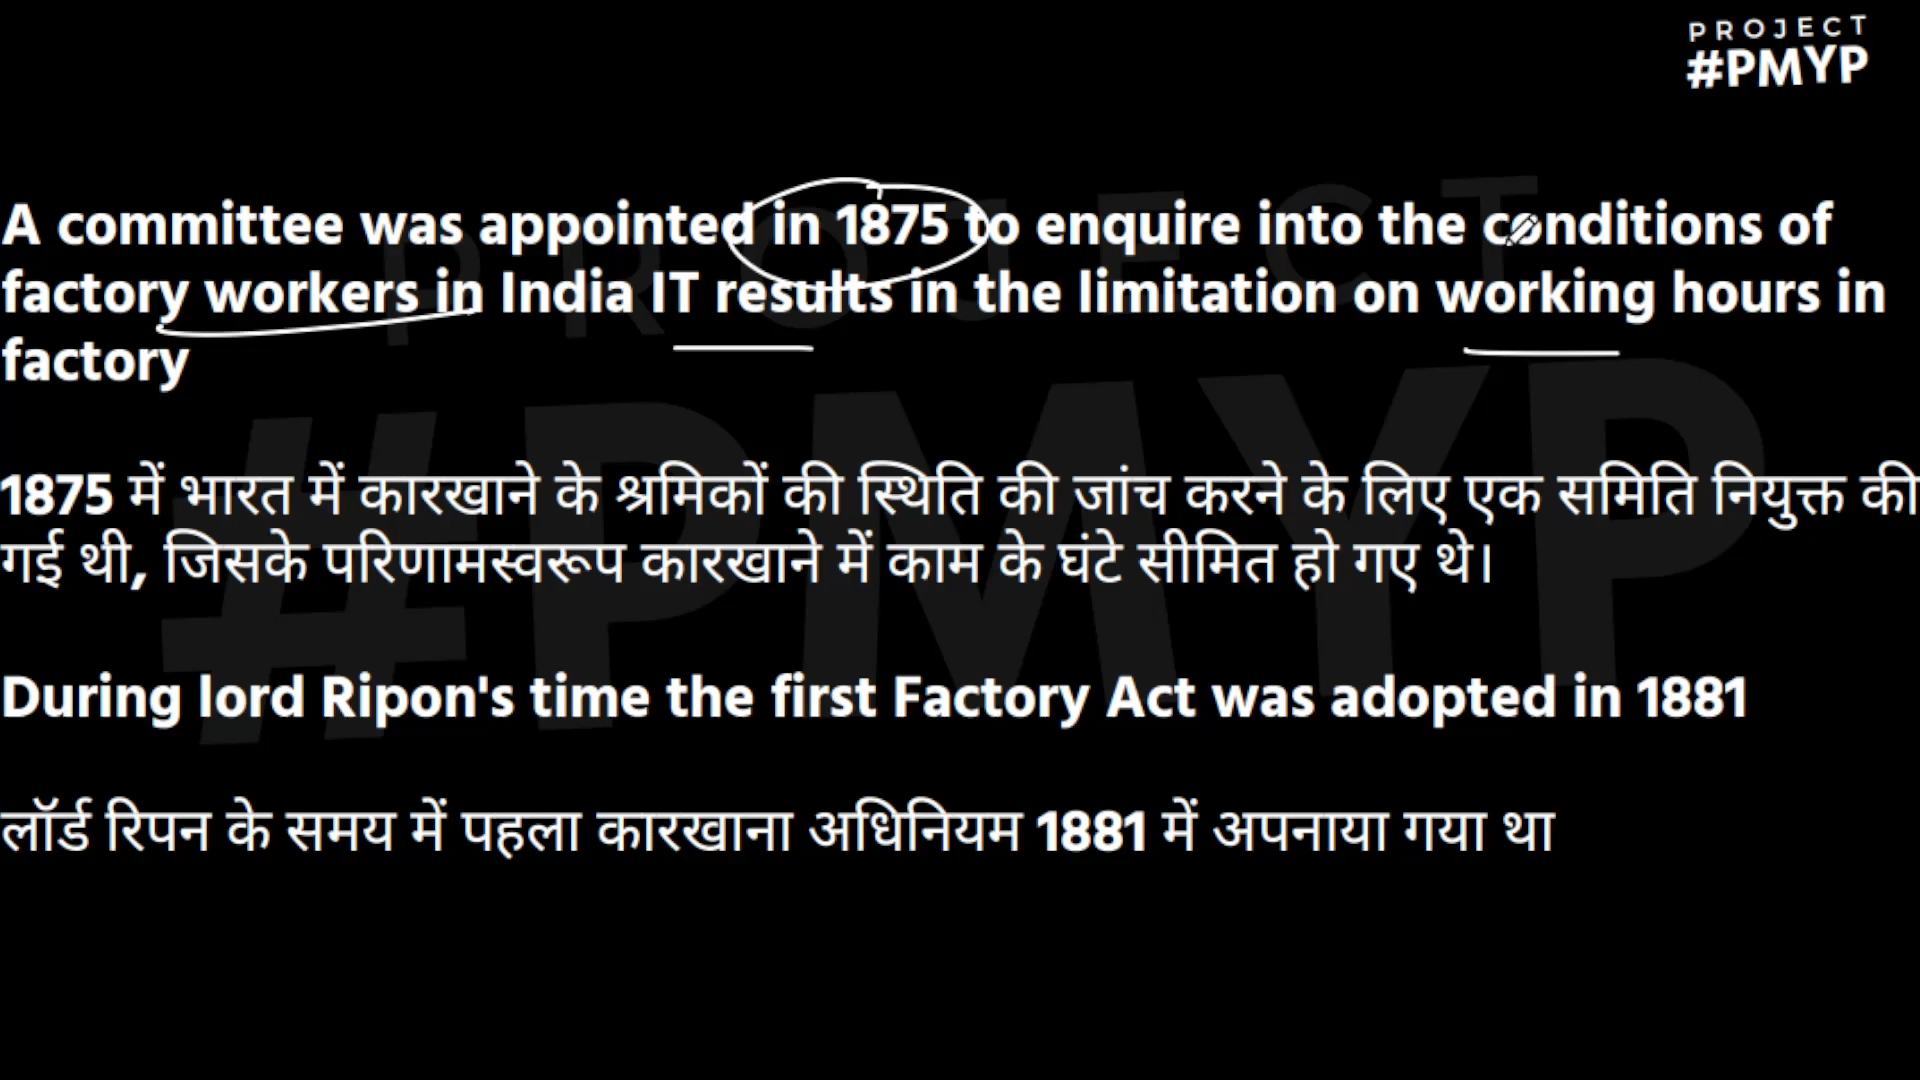 PROJECT
#PMYP
A committee was appointed in 1875 to enquire into the conditions of
factory workers in India IT results in the limitation on working hours in
factory
1875 में भारत में कारखाने के श्रमिकों की स्थिति की जांच करने के लिए एक समिति नियुक्त की
गई थी, जिसके परिणामस्वरूप कारखाने में काम के घंटे सीमित हो गए थे।
During lord Ripon's time the first Factory Act was adopted in 1881
लॉर्ड रिपन के समय में पहला कारखाना अधिनियम 1881 में अपनाया गया था
PROJECT
#PMYP